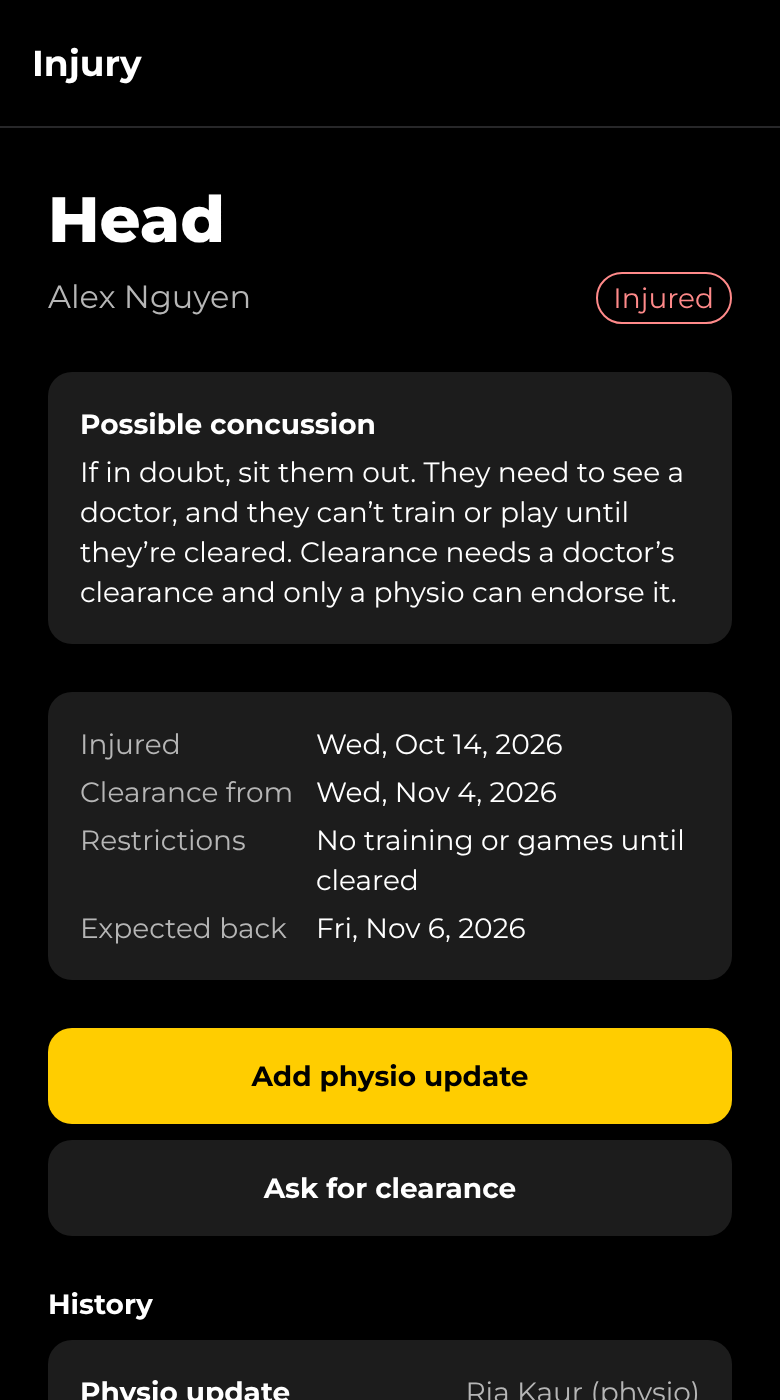 Injury
Head
Alex Nguyen
Injured
Possible concussion
If in doubt, sit them out. They need to see a
doctor, and they can’t train or play until
they’re cleared. Clearance needs a doctor’s
clearance and only a physio can endorse it.
Injured Wed, Oct 14, 2026
Clearance from Wed, Nov 4, 2026
Restrictions No training or games until
cleared
Expected back Fri, Nov 6, 2026
Add physio update
Ask for clearance
History
Physio update Ria Kaur (physio)